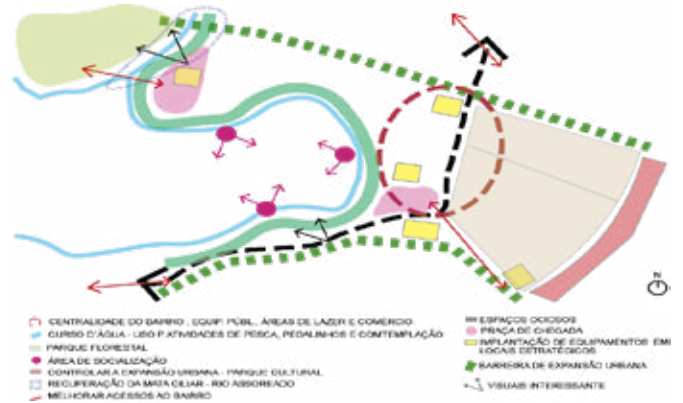 N
CENTRALIDADE DO BAIRRO, EQUIP. PÚBL., ÁREAS DE LAZER E COMÉRCIO.
CURSO D'ÁGUA - USO P. ATIVIDADES DE PESCA, PEDALINHOS E CONTEMPLAÇÃO
PARQUE FLORESTAL
ÁREA DE SOCIALIZAÇÃO
CONTROLAR A EXPANSÃO URBANA - PARQUE CULTURAL
RECUPERAÇÃO DA MATA CILIAR - RIO ASSOREADO
MELHORAR ACESSOS AO BAIRRO
ESPAÇOS OCIOSOS
PRAÇA DE CHEGADA
IMPLANTAÇÃO DE EQUIPAMENTOS EM
LOCAIS ESTRATÉGICOS
BARREIRA DE EXPANSÃO URBANA
VISUAIS INTERESSANTE